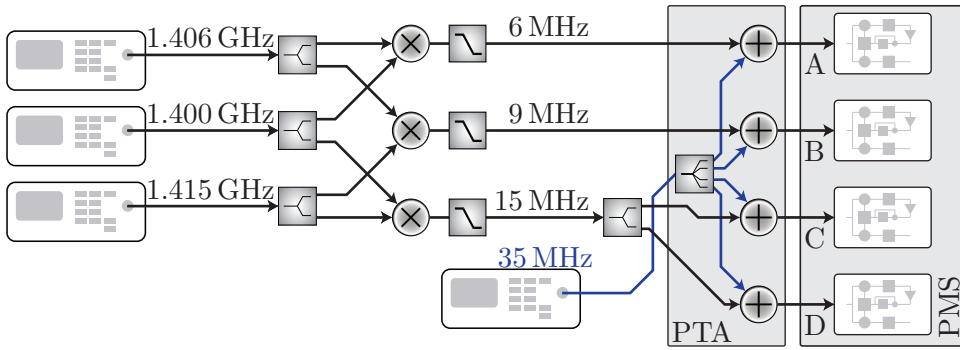 1.406 GHz
6 MHz
A
1.400 GHz
9 MHz
B
1.415 GHz
15 MHz
C
35 MHz
D
PTA
PMS